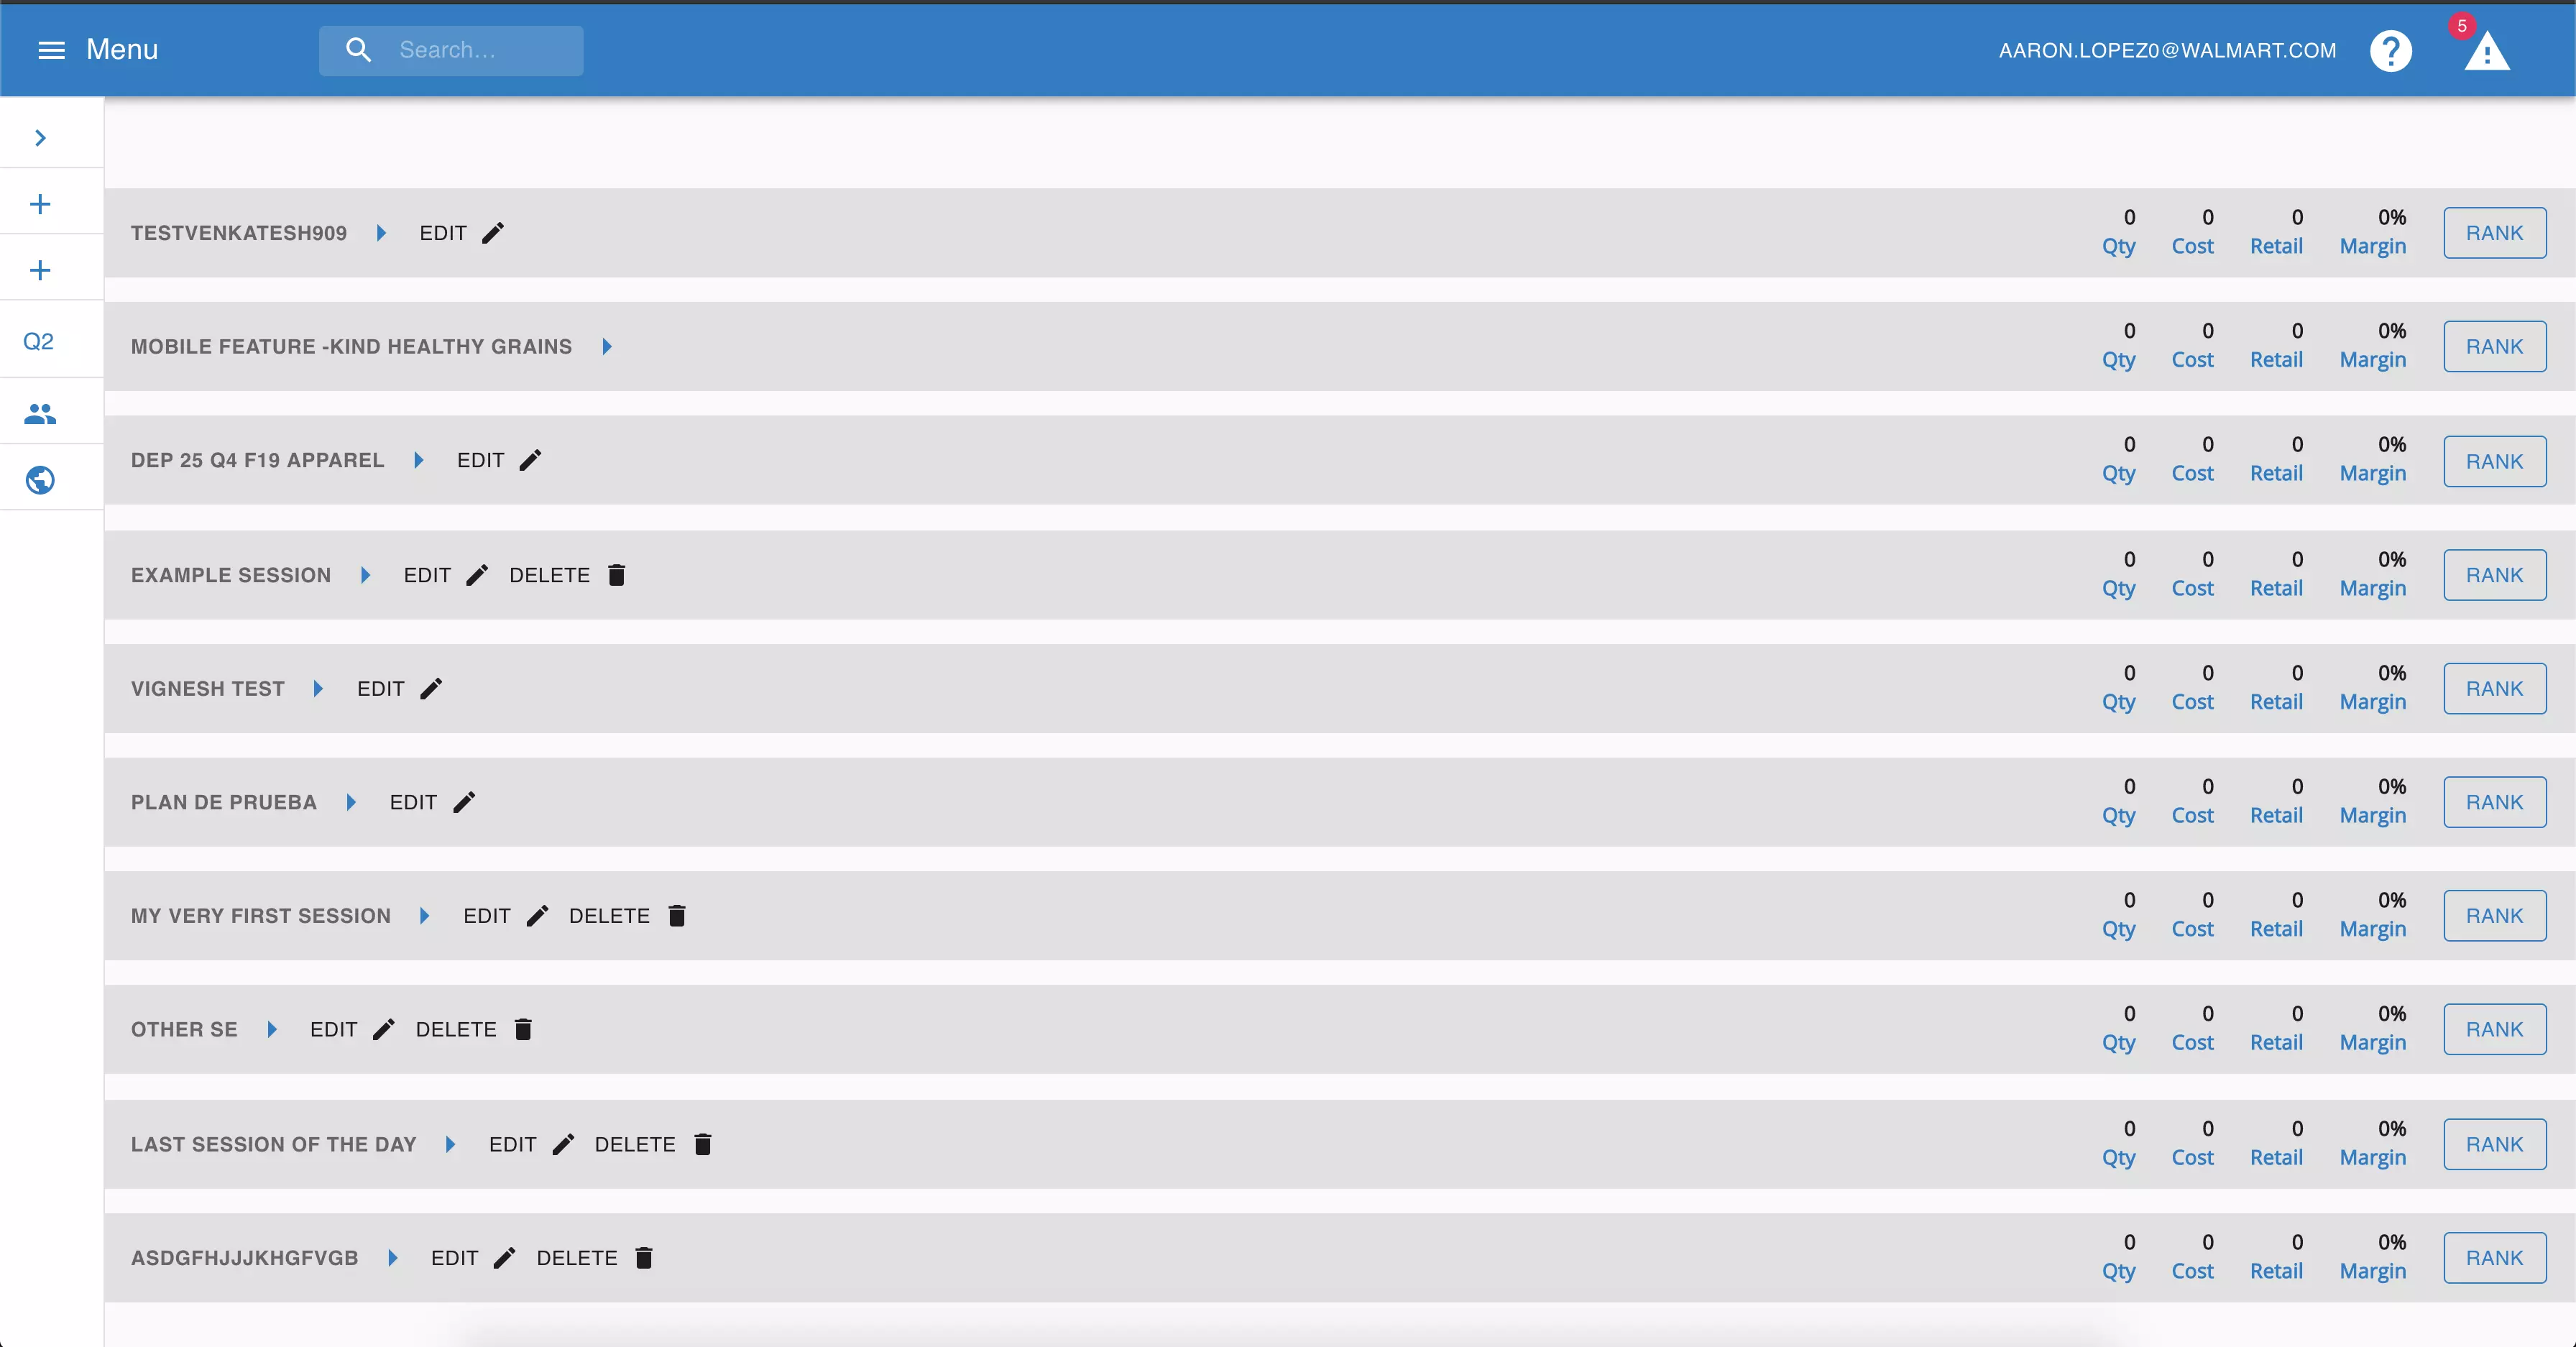 Menu Search... AARON.LOPEZ0@WALMART.COM 5
TESTVENKATESH909 EDIT 0 Qty 0 Cost 0 Retail 0% Margin RANK
MOBILE FEATURE -KIND HEALTHY GRAINS 0 Qty 0 Cost 0 Retail 0% Margin RANK
Q2
DEP 25 Q4 F19 APPAREL EDIT 0 Qty 0 Cost 0 Retail 0% Margin RANK
EXAMPLE SESSION EDIT DELETE 0 Qty 0 Cost 0 Retail 0% Margin RANK
VIGNESH TEST EDIT 0 Qty 0 Cost 0 Retail 0% Margin RANK
PLAN DE PRUEBA EDIT 0 Qty 0 Cost 0 Retail 0% Margin RANK
MY VERY FIRST SESSION EDIT DELETE 0 Qty 0 Cost 0 Retail 0% Margin RANK
OTHER SE EDIT DELETE 0 Qty 0 Cost 0 Retail 0% Margin RANK
LAST SESSION OF THE DAY EDIT DELETE 0 Qty 0 Cost 0 Retail 0% Margin RANK
ASDGFHJJJKHGFVGB EDIT DELETE 0 Qty 0 Cost 0 Retail 0% Margin RANK